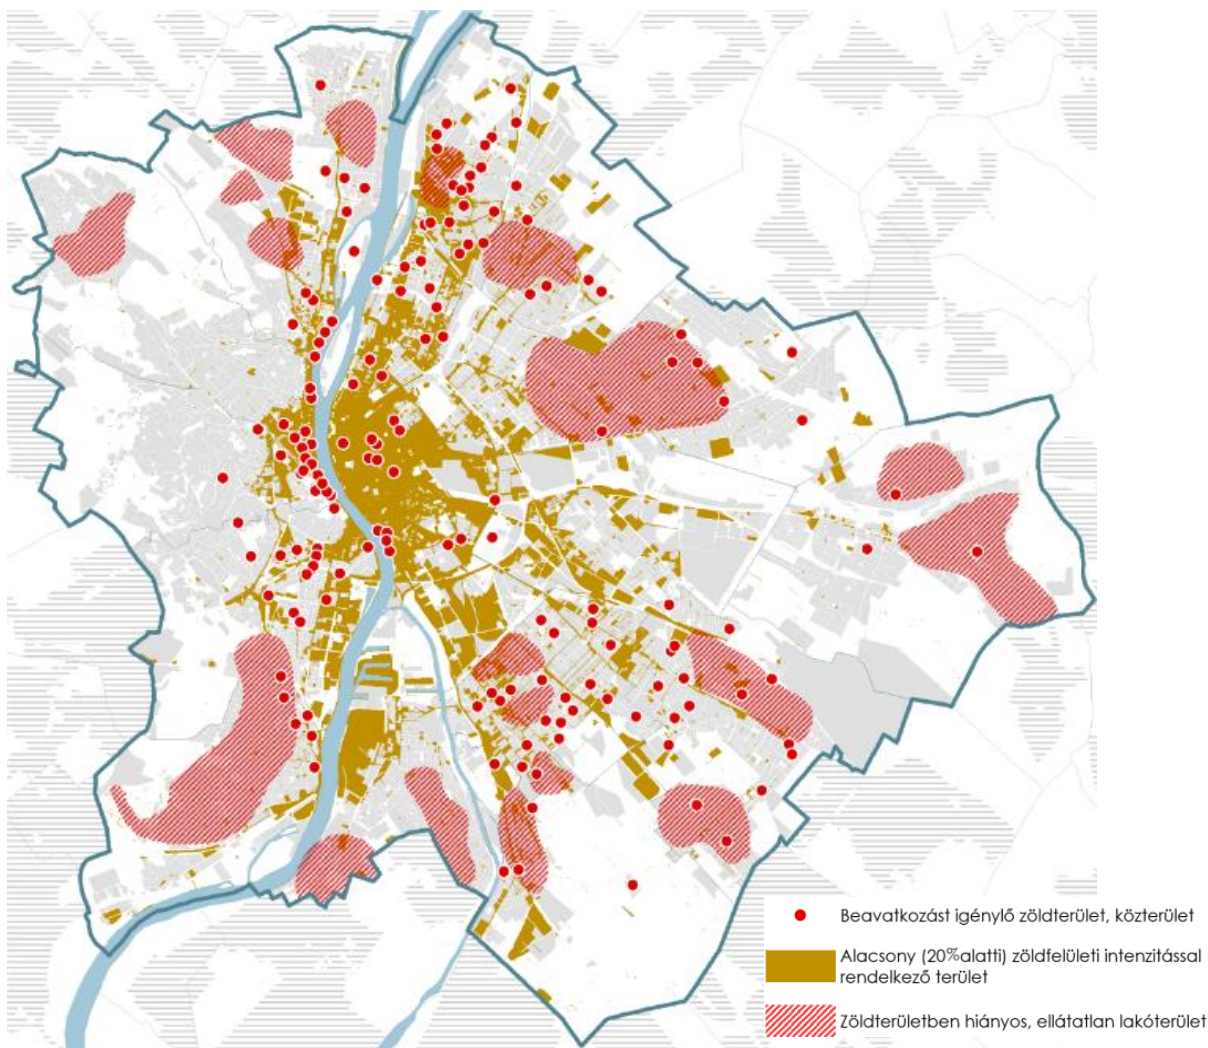 Beavatkozást igénylő zöldterület, közterület
Alacsony (20%alatti) zöldfelületi intenzitással
rendelkező terület
Zöldterületben hiányos, ellátatlan lakóterület